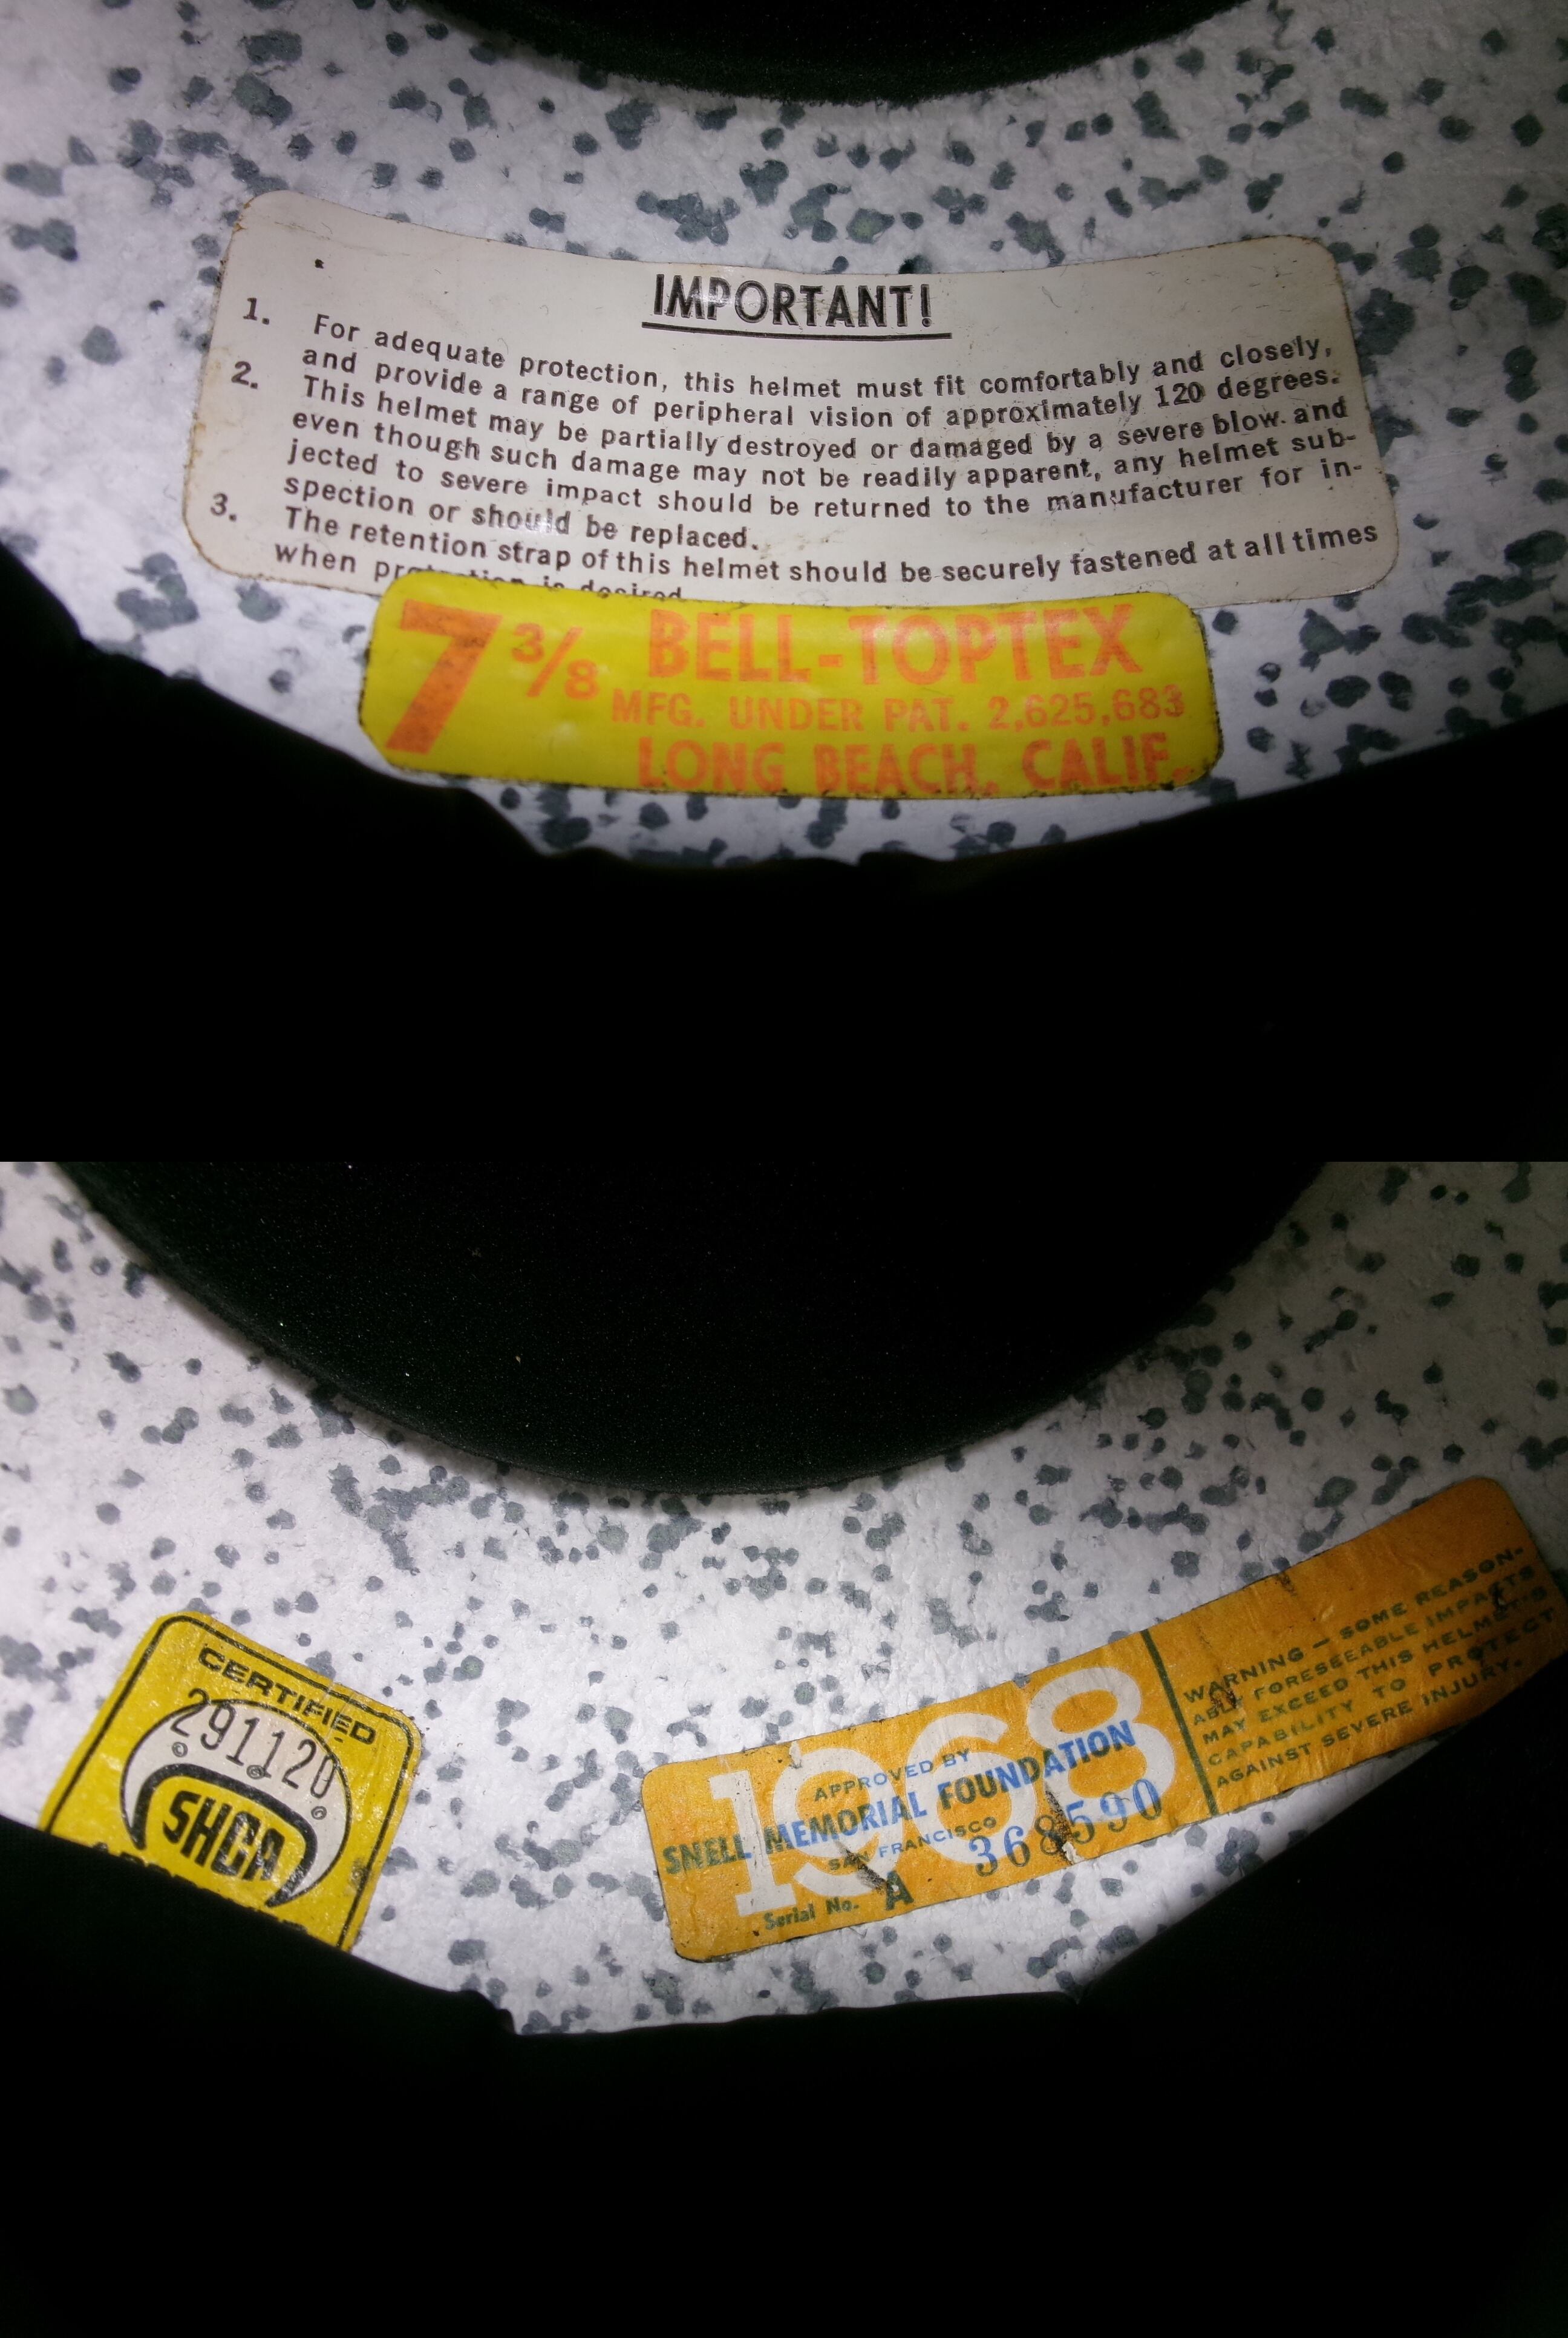 IMPORTANT!
1. For adequate protection, this helmet must fit comfortably and closely,
and provide a range of peripheral vision of approximately 120 degrees.
2. This helmet may be partially destroyed or damaged by a severe blow and
even though such damage may not be readily apparent, any helmet sub-
jected to severe impact should be returned to the manufacturer for in-
spection or should be replaced.
3. The retention strap of this helmet should be securely fastened at all times
when protection is desired
7 3/8
BELL-TOPTEX
MFG. UNDER PAT. 2,625,683
LONG BEACH, CALIF.
CERTIFIED
291120
SHCA
1968
APPROVED BY
SNELL MEMORIAL FOUNDATION
SAN FRANCISCO
Serial No. A 368590
WARNING — SOME REASON-
ABLY FORESEEABLE IMPACTS
MAY EXCEED THIS HELMET'S
CAPABILITY TO PROTECT
AGAINST SEVERE INJURY.